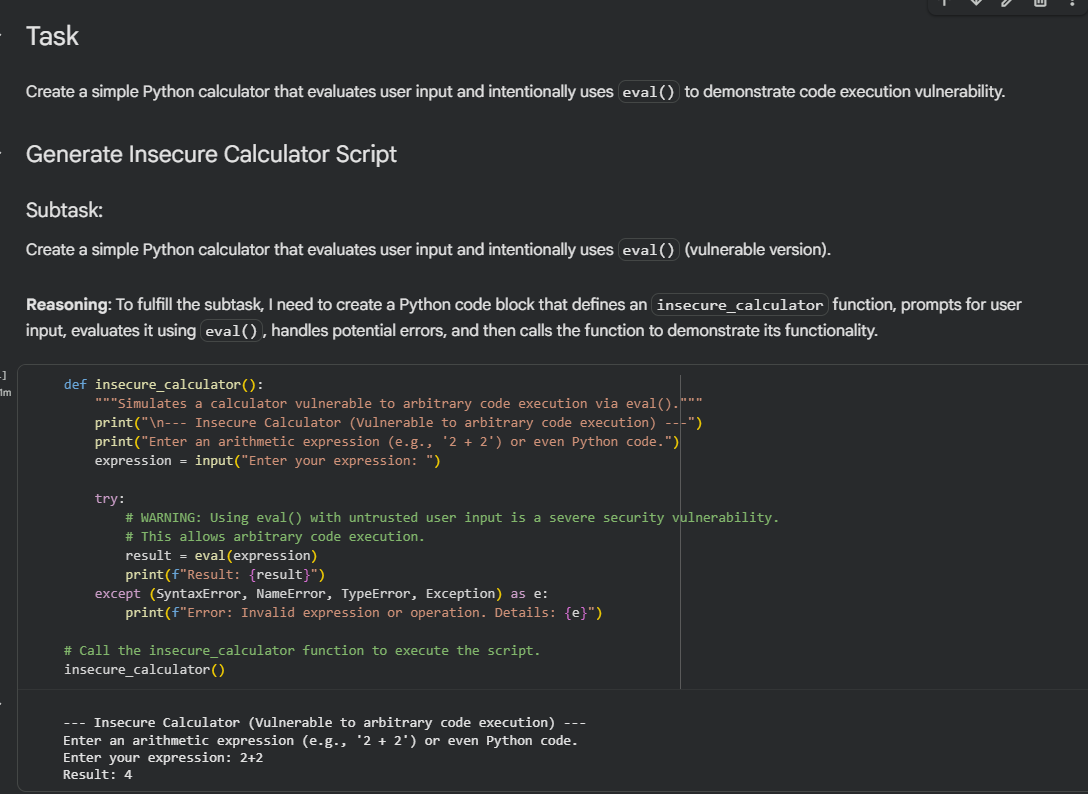 Task
Create a simple Python calculator that evaluates user input and intentionally uses eval() to demonstrate code execution vulnerability.
Generate Insecure Calculator Script
Subtask:
Create a simple Python calculator that evaluates user input and intentionally uses eval() (vulnerable version).
Reasoning: To fulfill the subtask, I need to create a Python code block that defines an insecure_calculator function, prompts for user
input, evaluates it using eval(), handles potential errors, and then calls the function to demonstrate its functionality.
.]
1m
def insecure_calculator():
    """Simulates a calculator vulnerable to arbitrary code execution via eval()."""
    print("\n--- Insecure Calculator (Vulnerable to arbitrary code execution) ---")
    print("Enter an arithmetic expression (e.g., '2 + 2') or even Python code.")
    expression = input("Enter your expression: ")
    try:
        # WARNING: Using eval() with untrusted user input is a severe security vulnerability.
        # This allows arbitrary code execution.
        result = eval(expression)
        print(f"Result: {result}")
    except (SyntaxError, NameError, TypeError, Exception) as e:
        print(f"Error: Invalid expression or operation. Details: {e}")
# Call the insecure_calculator function to execute the script.
insecure_calculator()
--- Insecure Calculator (Vulnerable to arbitrary code execution) ---
Enter an arithmetic expression (e.g., '2 + 2') or even Python code.
Enter your expression: 2+2
Result: 4